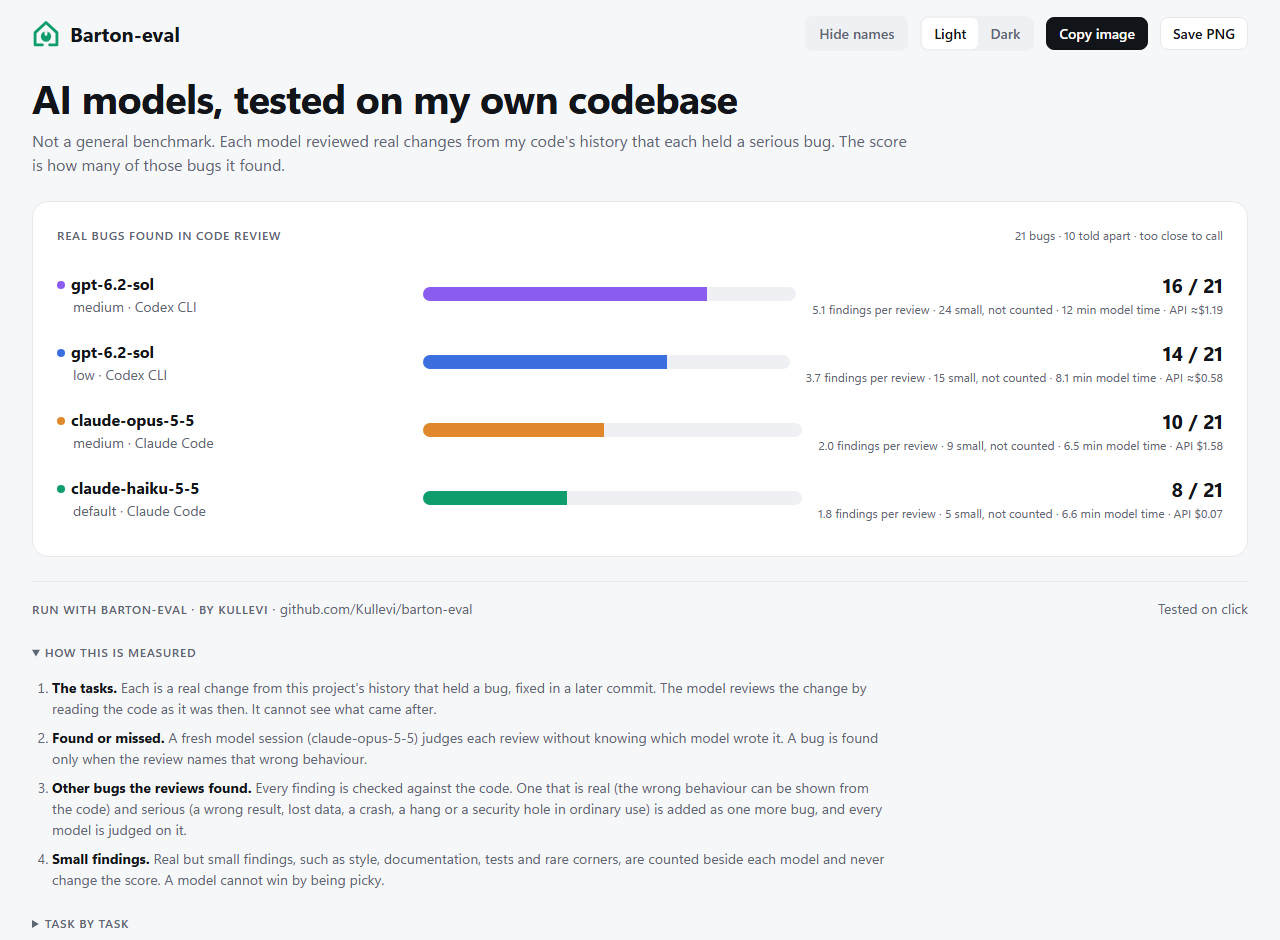 Barton-eval
Hide names
Light
Dark
Copy image
Save PNG
AI models, tested on my own codebase
Not a general benchmark. Each model reviewed real changes from my code's history that each held a serious bug. The score
is how many of those bugs it found.
REAL BUGS FOUND IN CODE REVIEW
21 bugs · 10 told apart · too close to call
gpt-6.2-sol
medium · Codex CLI
16 / 21
5.1 findings per review · 24 small, not counted · 12 min model time · API ≈$1.19
gpt-6.2-sol
low · Codex CLI
14 / 21
3.7 findings per review · 15 small, not counted · 8.1 min model time · API ≈$0.58
claude-opus-5-5
medium · Claude Code
10 / 21
2.0 findings per review · 9 small, not counted · 6.5 min model time · API $1.58
claude-haiku-5-5
default · Claude Code
8 / 21
1.8 findings per review · 5 small, not counted · 6.6 min model time · API $0.07
RUN WITH BARTON-EVAL · BY KULLEVI · github.com/Kullevi/barton-eval
Tested on click
▼ HOW THIS IS MEASURED
1. The tasks. Each is a real change from this project's history that held a bug, fixed in a later commit. The model reviews the change by
reading the code as it was then. It cannot see what came after.
2. Found or missed. A fresh model session (claude-opus-5-5) judges each review without knowing which model wrote it. A bug is found
only when the review names that wrong behaviour.
3. Other bugs the reviews found. Every finding is checked against the code. One that is real (the wrong behaviour can be shown from
the code) and serious (a wrong result, lost data, a crash, a hang or a security hole in ordinary use) is added as one more bug, and every
model is judged on it.
4. Small findings. Real but small findings, such as style, documentation, tests and rare corners, are counted beside each model and never
change the score. A model cannot win by being picky.
▶ TASK BY TASK